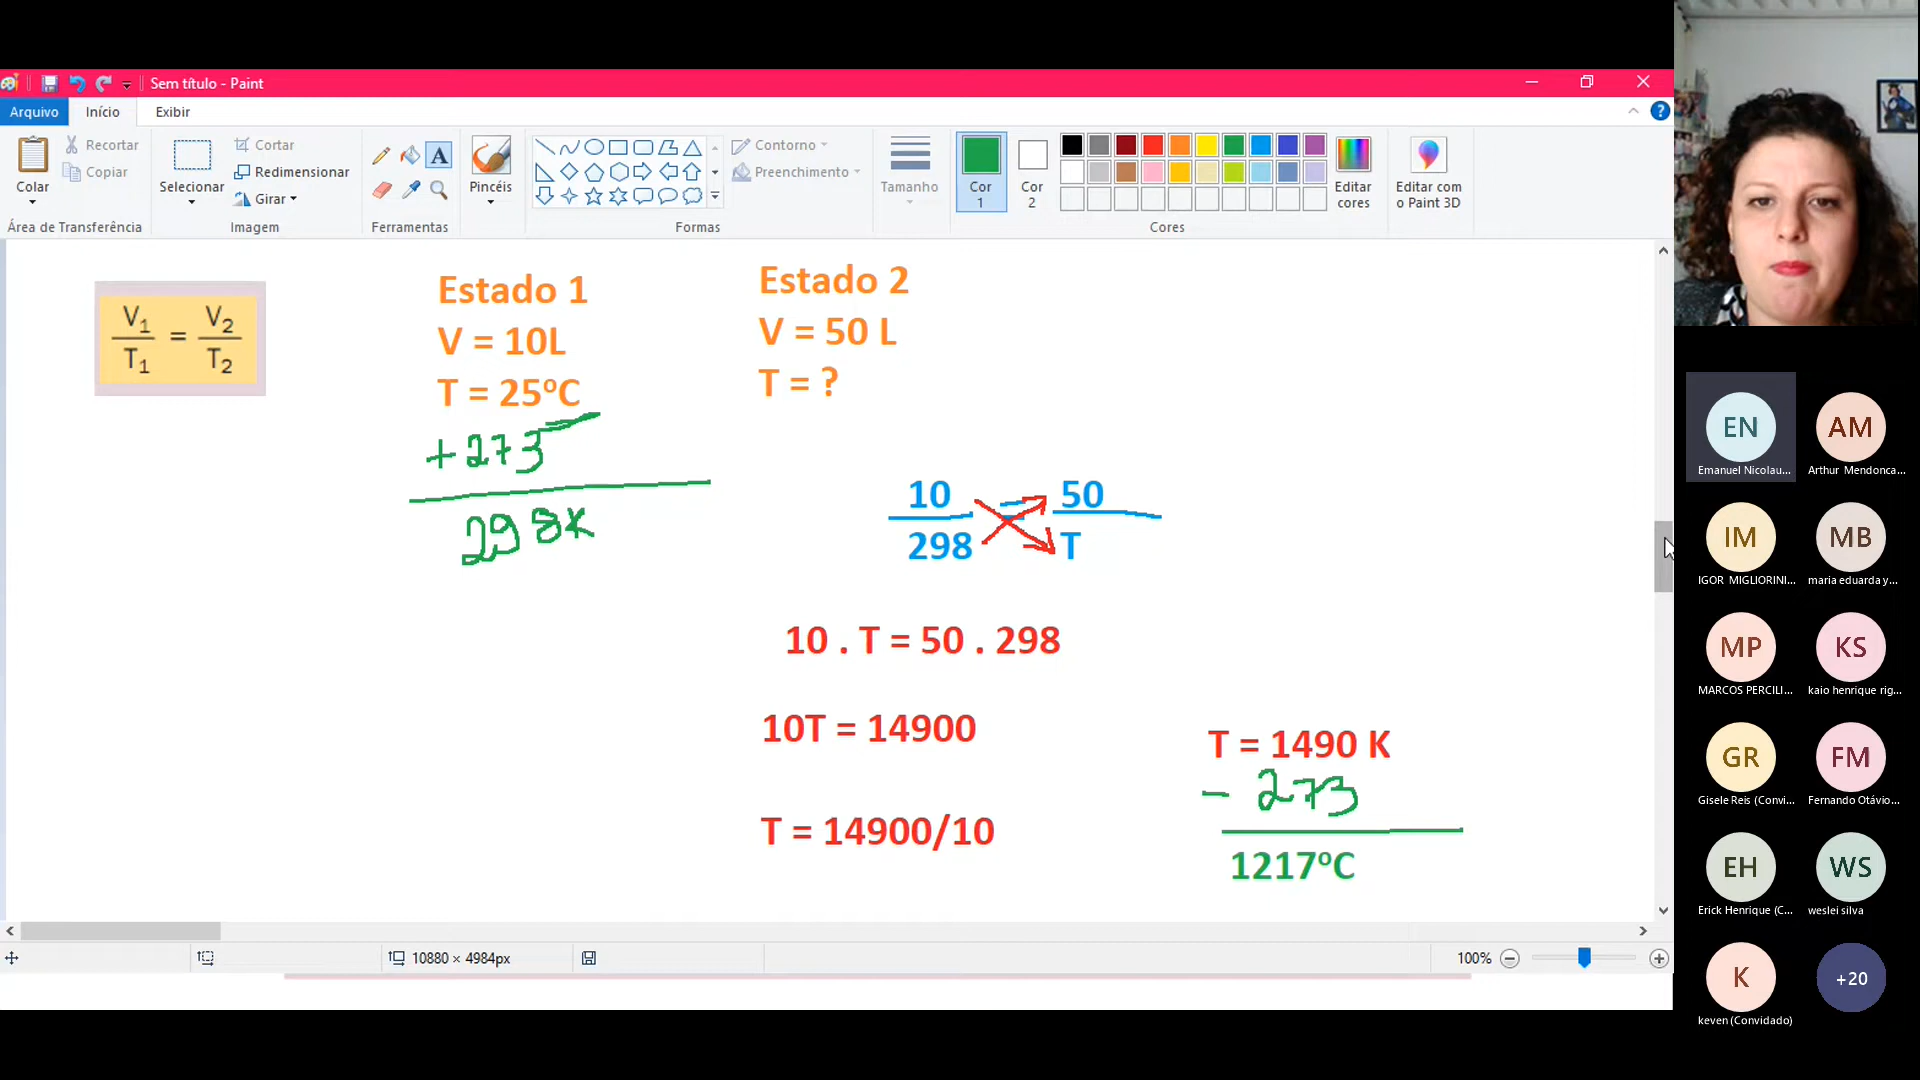 Sem título - Paint
Arquivo
Início
Exibir
Colar
Recortar
Copiar
Área de Transferência
Selecionar
Cortar
Redimensionar
Girar
Imagem
A
Ferramentas
Pincéis
Formas
Contorno
Preenchimento
Tamanho
Cor 1
Cor 2
Editar cores
Editar com o Paint 3D
Cores
V1 = V2
T1 T2
Estado 1
V = 10L
T = 25ºC
+273
298K
Estado 2
V = 50 L
T = ?
10 = 50
298 T
10 . T = 50 . 298
10T = 14900
T = 14900/10
T = 1490 K
- 273
1217ºC
10880 × 4984px
100%
EN
Emanuel Nicolau...
AM
Arthur Mendonca...
IM
IGOR MIGLIORINI...
MB
maria eduarda y...
MP
MARCOS PERCILI...
KS
kaio henrique rig...
GR
Gisele Reis (Convi...
FM
Fernando Otávio...
EH
Erick Henrique (C...
WS
weslei silva
K
keven (Convidado)
+20